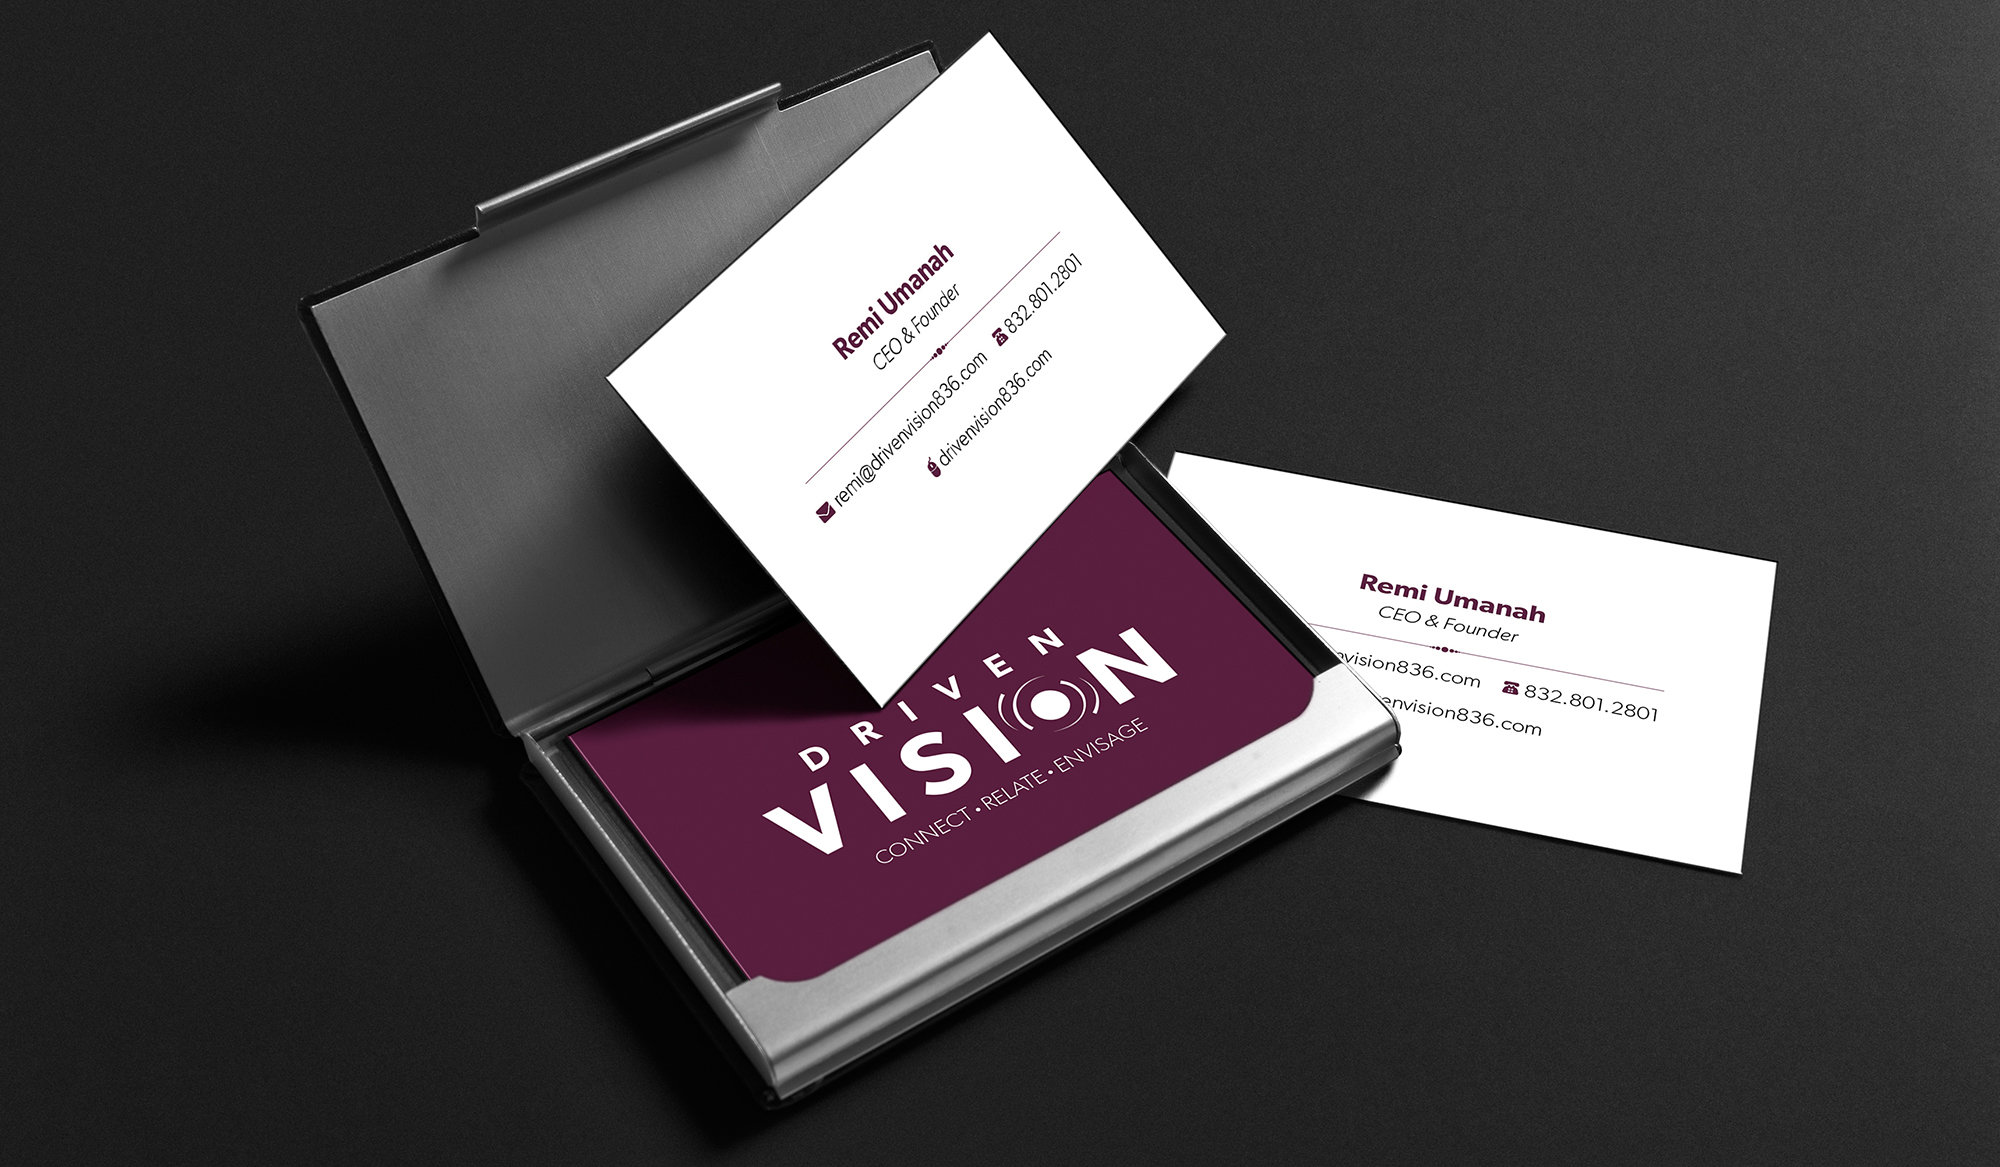 Remi Umanah
CEO & Founder
remi@drivenvision836.com 832.801.2801
drivenvision836.com
DRIVEN
VISION
CONNECT • RELATE • ENVISAGE
Remi Umanah
CEO & Founder
nvision836.com 832.801.2801
envision836.com